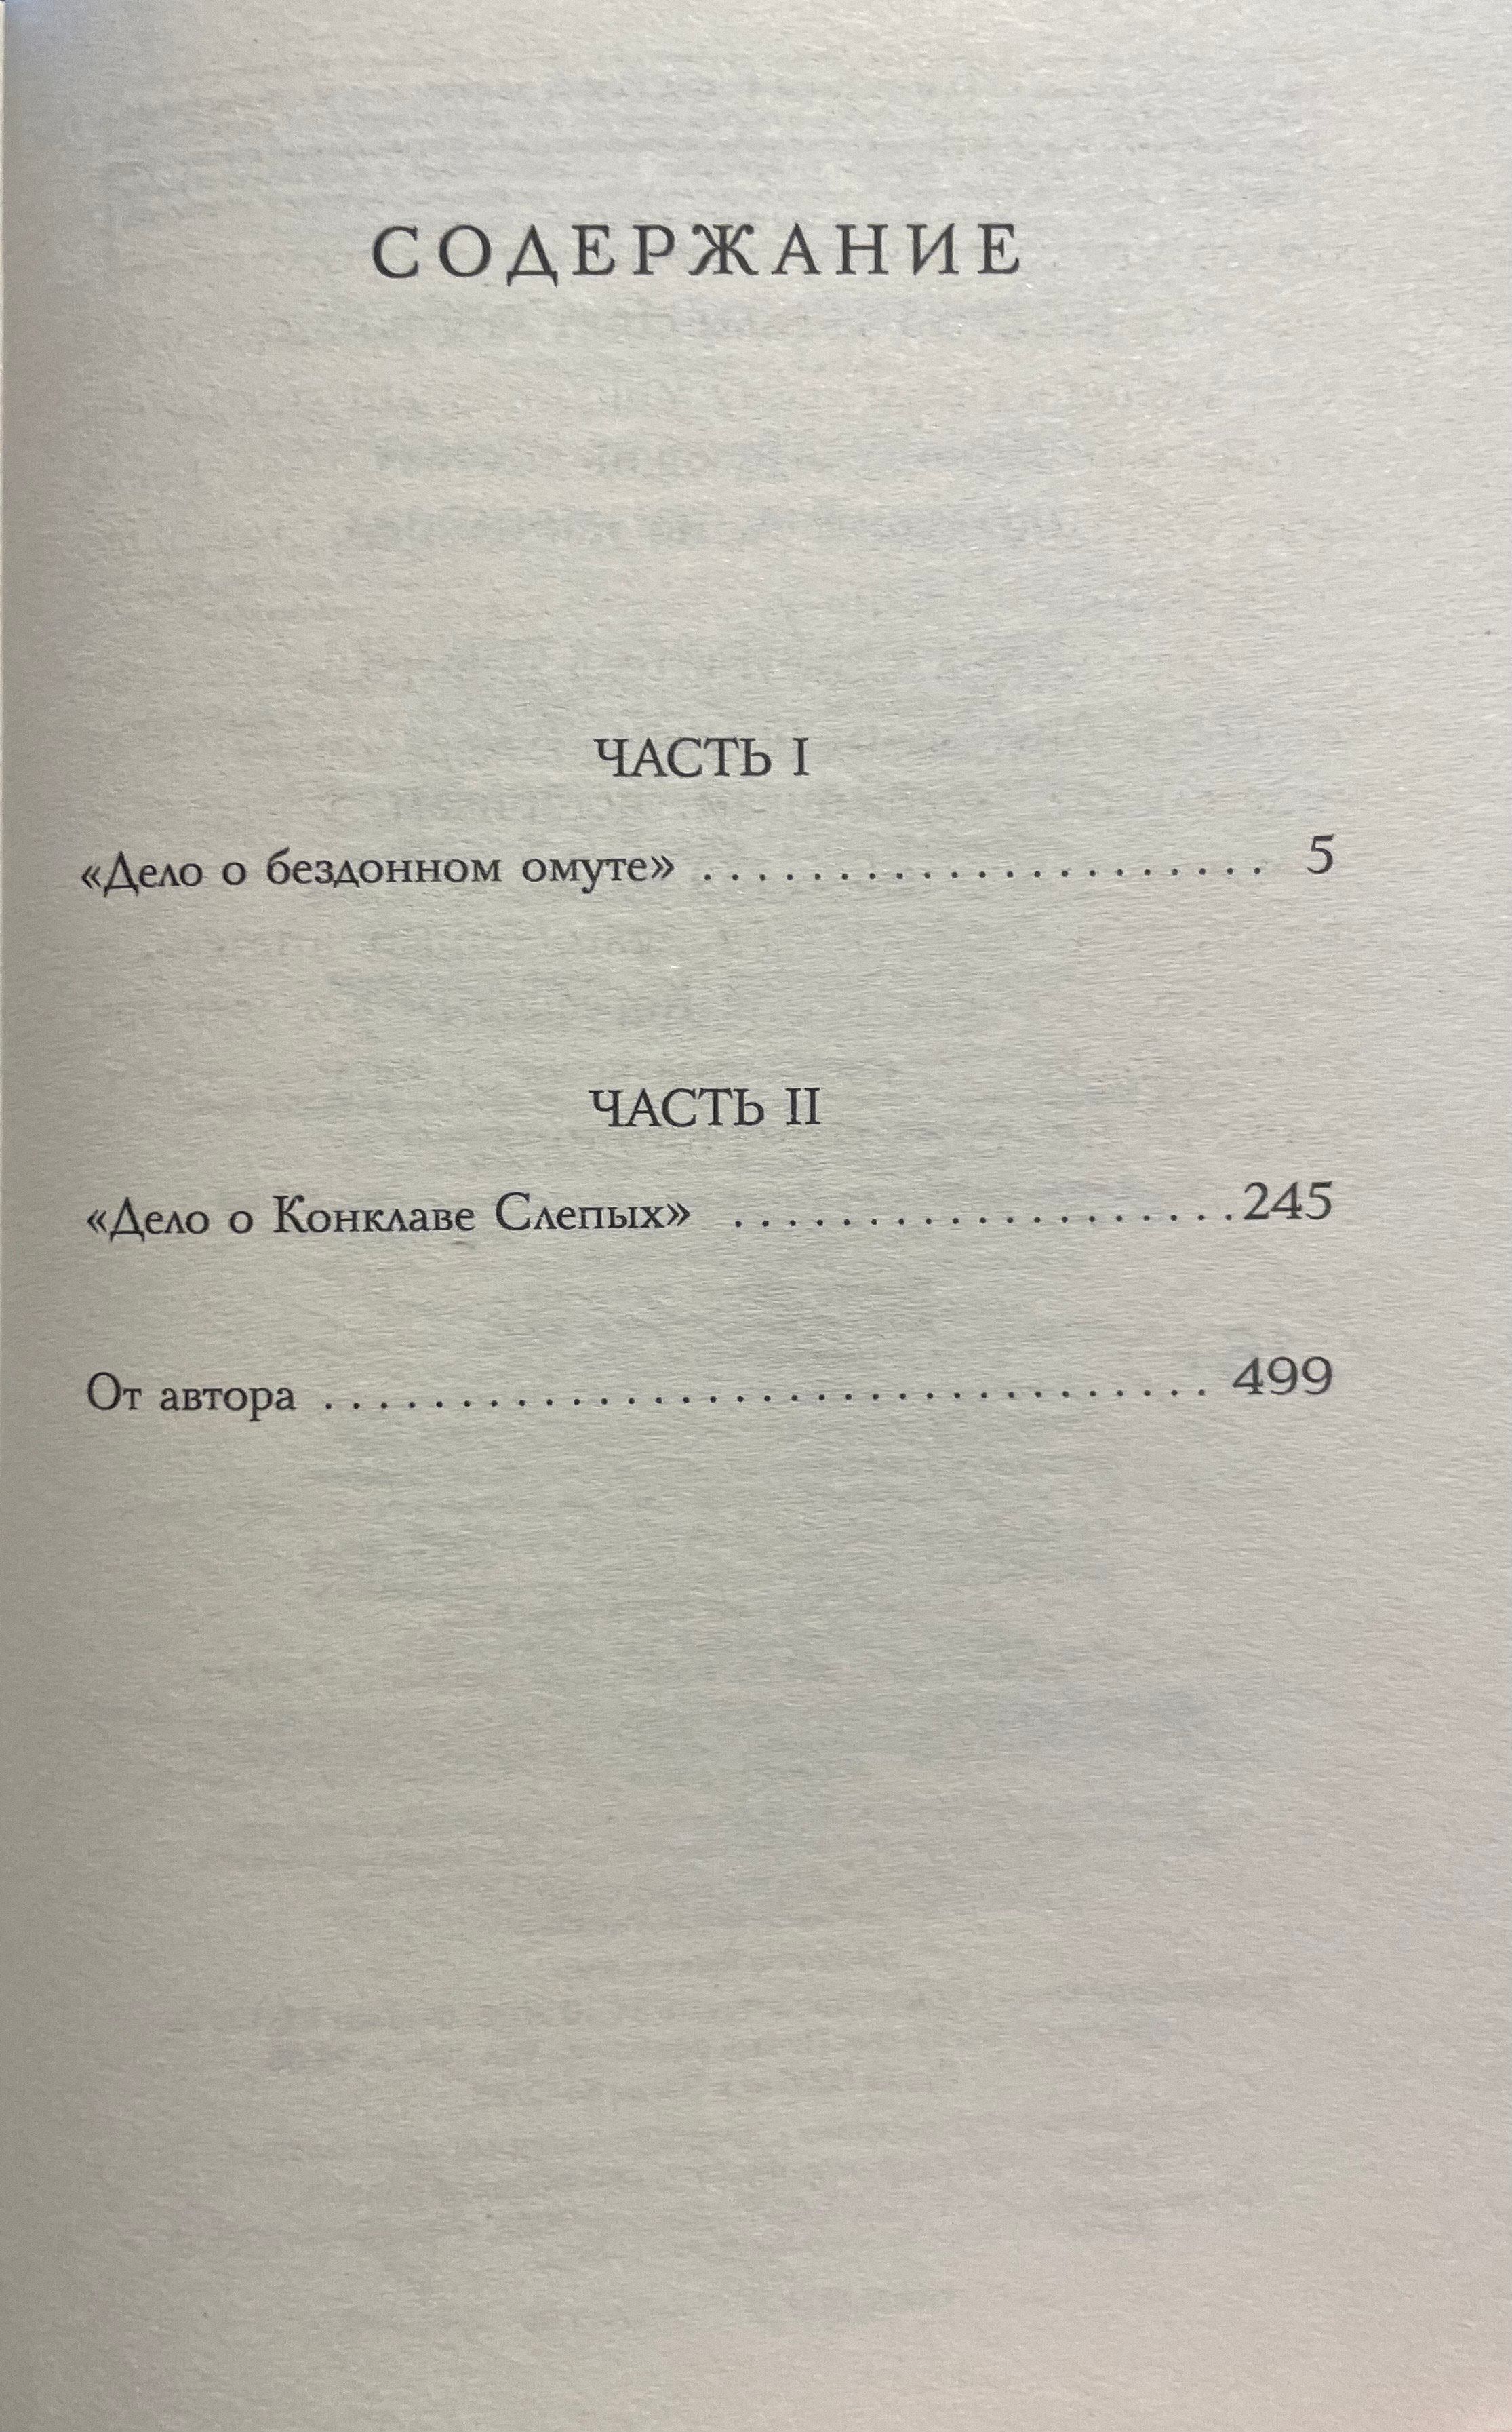 СОДЕРЖАНИЕ
ЧАСТЬ I
«Дело о бездонном омуте» . . . . . . . . . . . . . . . . . . . . . 5
ЧАСТЬ II
«Дело о Конклаве Слепых» . . . . . . . . . . . . . . . . . . . 245
От автора . . . . . . . . . . . . . . . . . . . . . . . . . . . . . . . . . 499